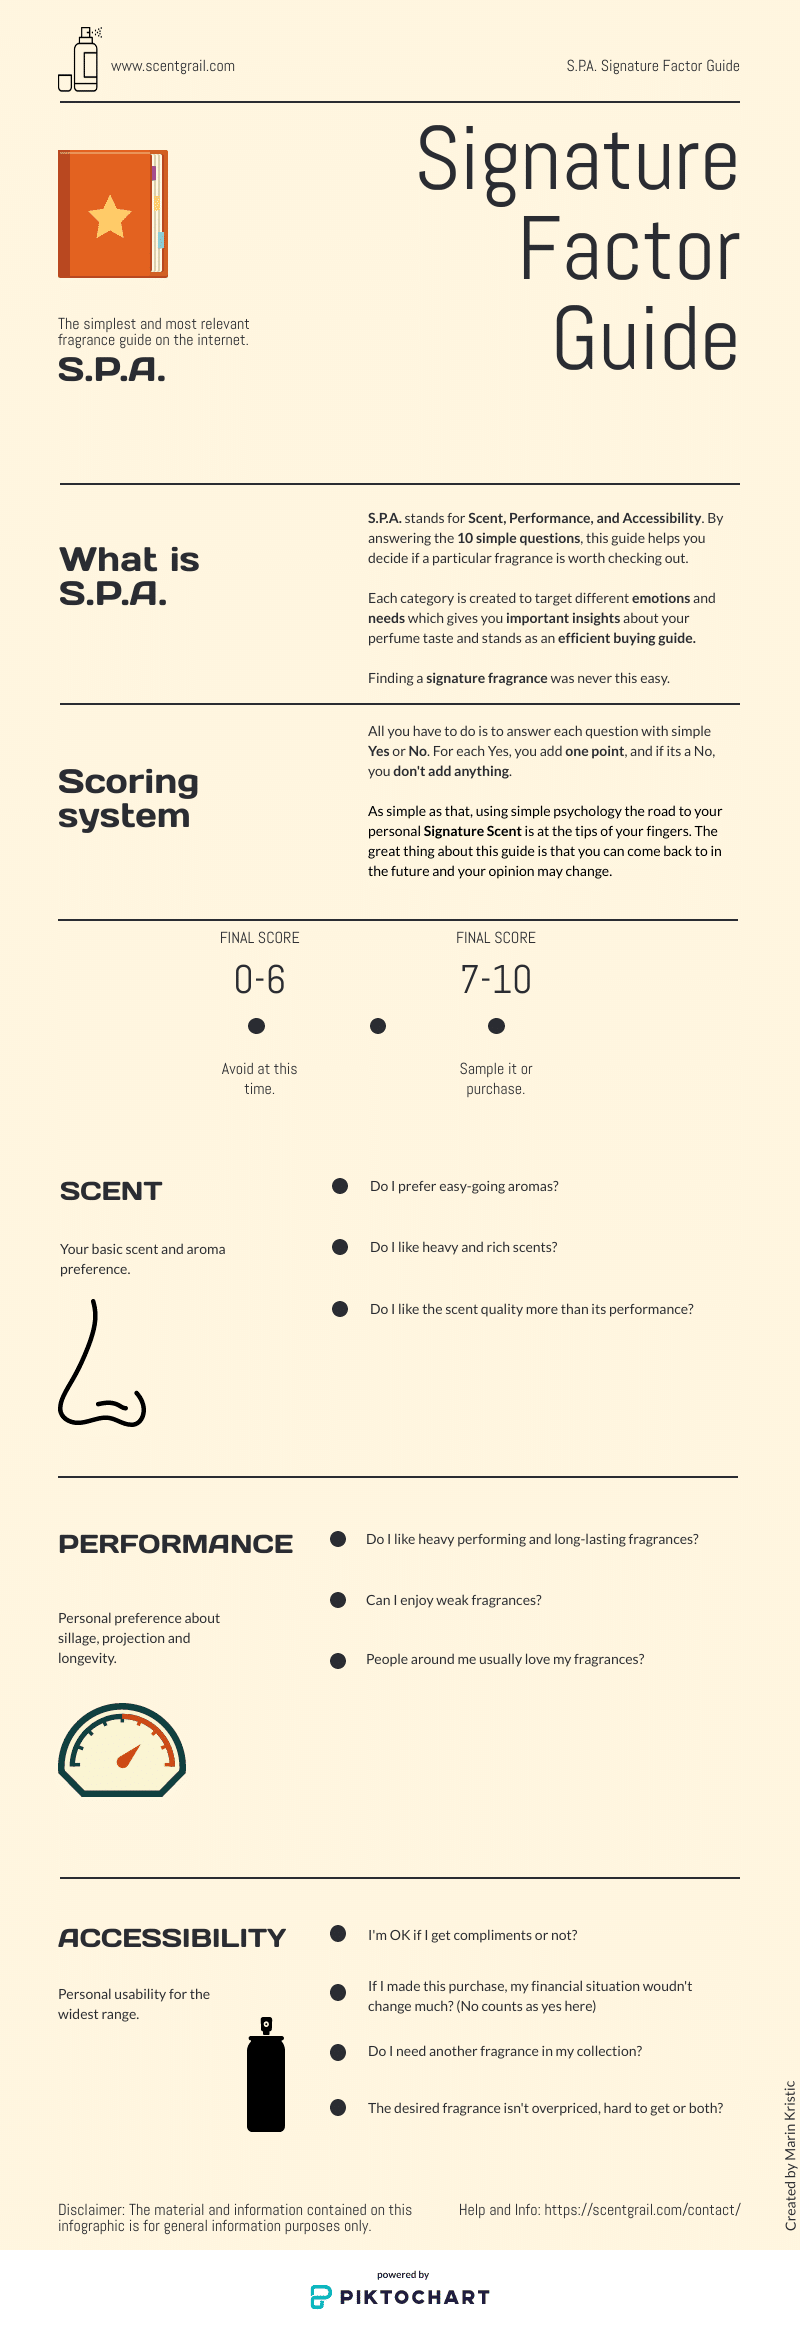 www.scentgrail.com
S.P.A. Signature Factor Guide
Signature
Factor
Guide
The simplest and most relevant
fragrance guide on the internet.
S.P.A.
What is
S.P.A.
S.P.A. stands for Scent, Performance, and Accessibility. By
answering the 10 simple questions, this guide helps you
decide if a particular fragrance is worth checking out.
Each category is created to target different emotions and
needs which gives you important insights about your
perfume taste and stands as an efficient buying guide.
Finding a signature fragrance was never this easy.
Scoring
system
All you have to do is to answer each question with simple
Yes or No. For each Yes, you add one point, and if its a No,
you don't add anything.
As simple as that, using simple psychology the road to your
personal Signature Scent is at the tips of your fingers. The
great thing about this guide is that you can come back to in
the future and your opinion may change.
FINAL SCORE
0-6
Avoid at this
time.
FINAL SCORE
7-10
Sample it or
purchase.
SCENT
Your basic scent and aroma
preference.
Do I prefer easy-going aromas?
Do I like heavy and rich scents?
Do I like the scent quality more than its performance?
PERFORMANCE
Personal preference about
sillage, projection and
longevity.
Do I like heavy performing and long-lasting fragrances?
Can I enjoy weak fragrances?
People around me usually love my fragrances?
ACCESSIBILITY
Personal usability for the
widest range.
I'm OK if I get compliments or not?
If I made this purchase, my financial situation woudn't
change much? (No counts as yes here)
Do I need another fragrance in my collection?
The desired fragrance isn't overpriced, hard to get or both?
Created by Marin Kristic
Disclaimer: The material and information contained on this
infographic is for general information purposes only.
Help and Info: https://scentgrail.com/contact/
powered by
PIKTOCHART